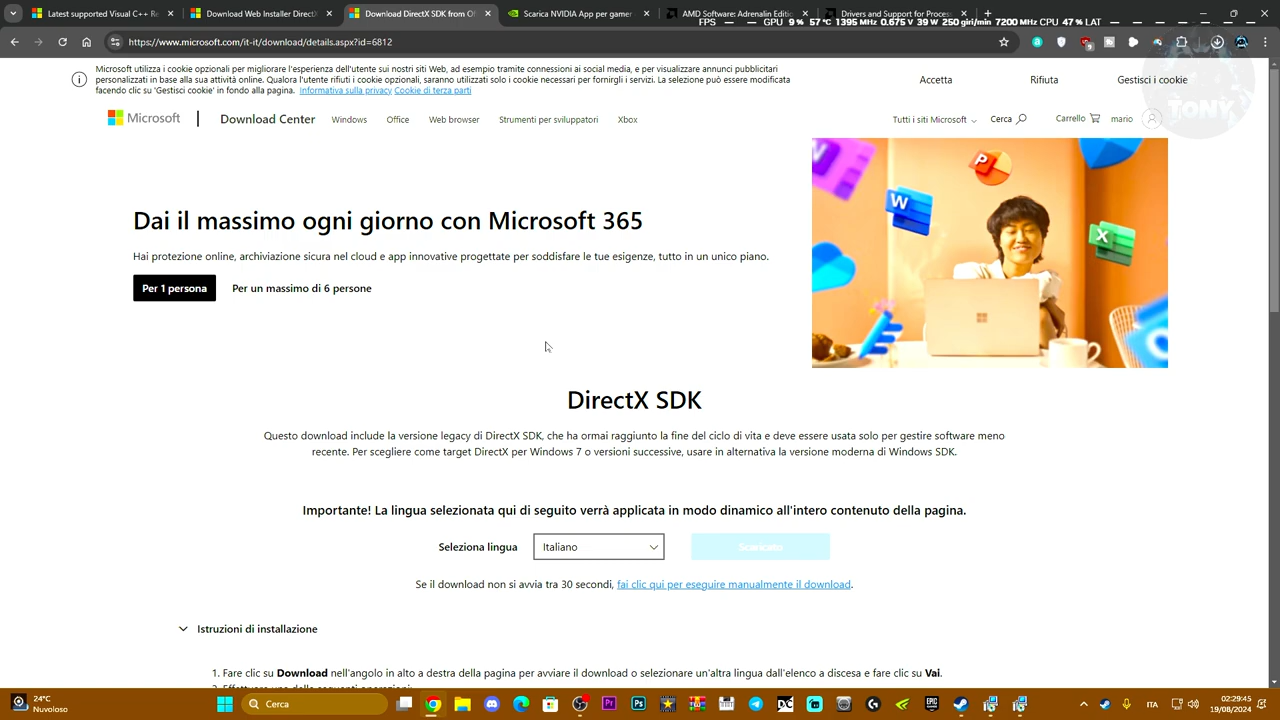 Latest supported Visual C++ Re
Download Web Installer DirectX
Download DirectX SDK from Of
Scarica NVIDIA App per gamer
AMD Software Adrenalin Editio
Drivers and Support for Process
FPS — — GPU 9 % 57 °C 1395 MHz 0.675 V 39 W 250 giri/min 7200 MHz CPU 47 % LAT — —
https://www.microsoft.com/it-it/download/details.aspx?id=6812
Microsoft utilizza i cookie opzionali per migliorare l'esperienza dell'utente sui nostri siti Web, ad esempio tramite connessioni ai social media, e per visualizzare annunci pubblicitari
personalizzati in base alla sua attività online. Qualora l'utente rifiuti i cookie opzionali, saranno utilizzati solo i cookie necessari per fornirgli i servizi. La selezione può essere modificata
facendo clic su 'Gestisci cookie' in fondo alla pagina. Informativa sulla privacy Cookie di terza parti
Accetta Rifiuta Gestisci i cookie
TONY
Microsoft Download Center Windows Office Web browser Strumenti per sviluppatori Xbox Tutti i siti Microsoft Cerca Carrello mario
Dai il massimo ogni giorno con Microsoft 365
Hai protezione online, archiviazione sicura nel cloud e app innovative progettate per soddisfare le tue esigenze, tutto in un unico piano.
Per 1 persona Per un massimo di 6 persone
P
W
X
DirectX SDK
Questo download include la versione legacy di DirectX SDK, che ha ormai raggiunto la fine del ciclo di vita e deve essere usata solo per gestire software meno
recente. Per scegliere come target DirectX per Windows 7 o versioni successive, usare in alternativa la versione moderna di Windows SDK.
Importante! La lingua selezionata qui di seguito verrà applicata in modo dinamico all'intero contenuto della pagina.
Seleziona lingua Italiano Scaricato
Se il download non si avvia tra 30 secondi, fai clic qui per eseguire manualmente il download.
Istruzioni di installazione
1. Fare clic su Download nell'angolo in alto a destra della pagina per avviare il download o selezionare un'altra lingua dall'elenco a discesa e fare clic su Vai.
24°C
Nuvoloso
Cerca
ITA
02:29:45
19/08/2024